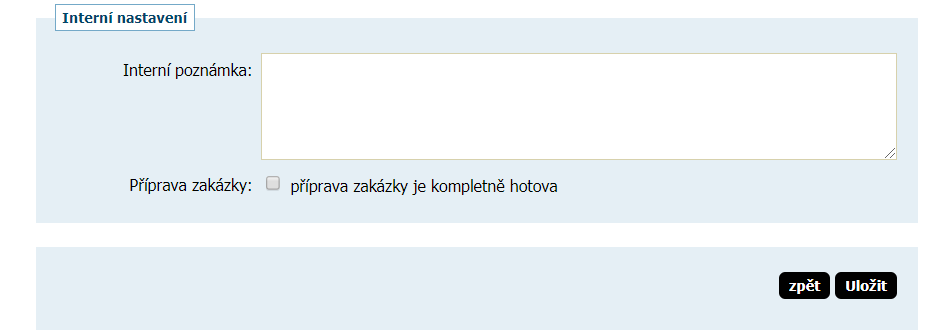 Interní nastavení
Interní poznámka:
Příprava zakázky: příprava zakázky je kompletně hotova
zpět Uložit